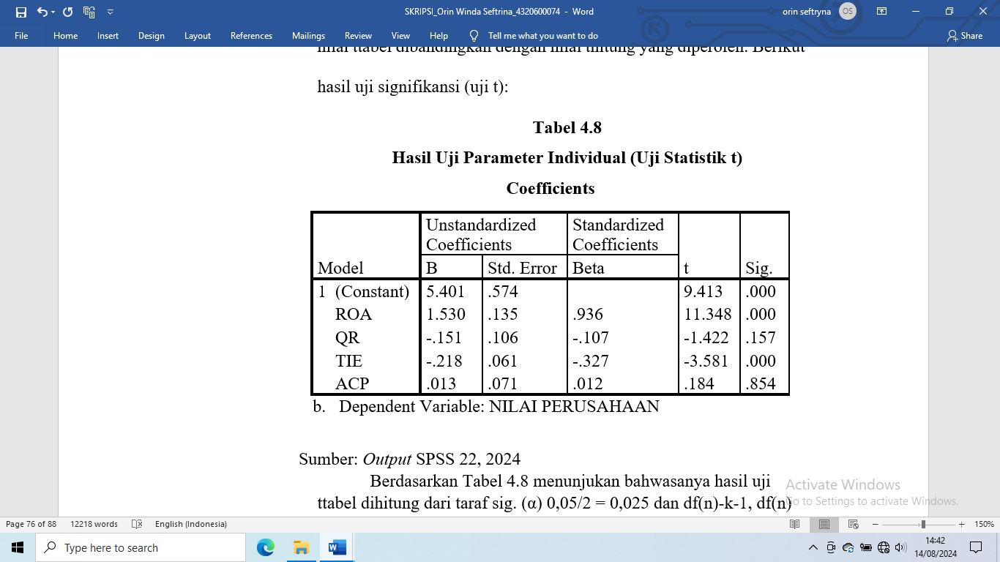 SKRIPSI_Orin Winda Seftrina_4320600074 - Word
orin seftryna OS
File Home Insert Design Layout References Mailings Review View Help Tell me what you want to do Share
nilai ttabel dibandingkan dengan nilai thitung yang diperoleh. Berikut
hasil uji signifikansi (uji t):
Tabel 4.8
Hasil Uji Parameter Individual (Uji Statistik t)
Coefficients
Unstandardized Coefficients Standardized Coefficients
Model B Std. Error Beta t Sig.
1 (Constant) 5.401 .574 9.413 .000
ROA 1.530 .135 .936 11.348 .000
QR -.151 .106 -.107 -1.422 .157
TIE -.218 .061 -.327 -3.581 .000
ACP .013 .071 .012 .184 .854
b. Dependent Variable: NILAI PERUSAHAAN
Sumber: Output SPSS 22, 2024
Berdasarkan Tabel 4.8 menunjukan bahwasanya hasil uji
ttabel dihitung dari taraf sig. (α) 0,05/2 = 0,025 dan df(n)-k-1, df(n)
Activate Windows
Go to Settings to activate Windows.
Page 76 of 88 12218 words English (Indonesia) 150%
Type here to search
14:42
14/08/2024